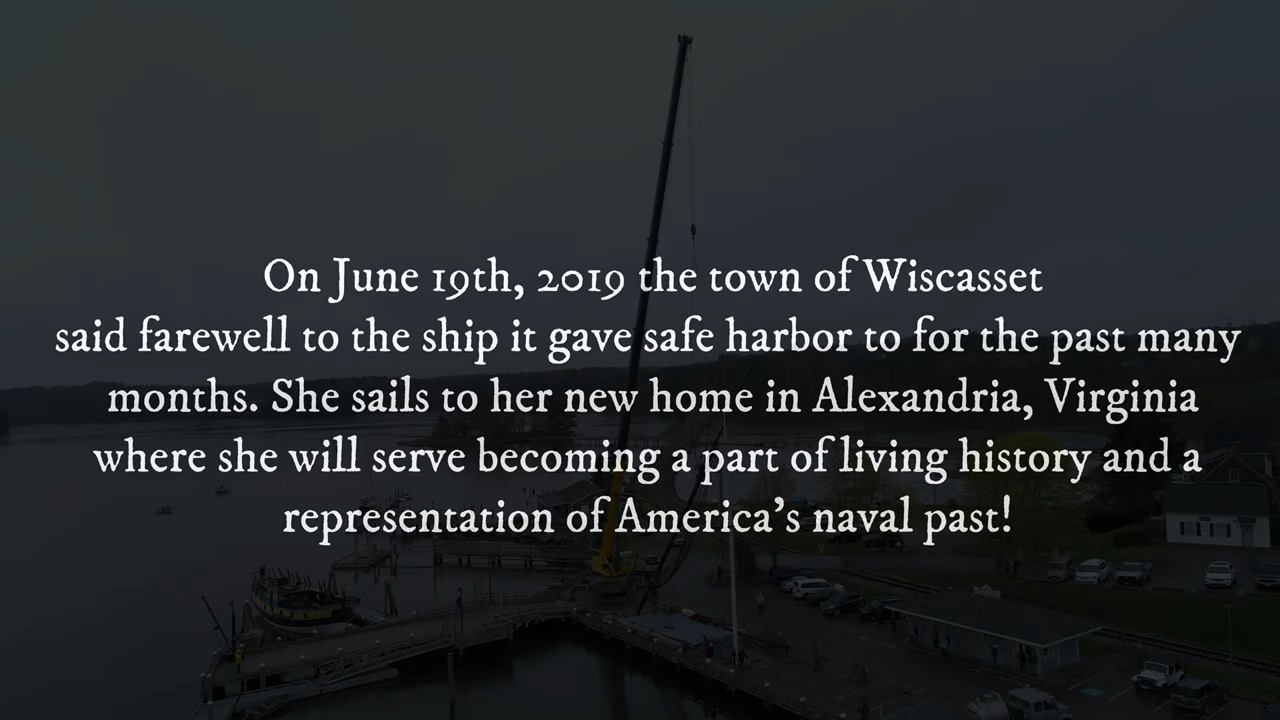 On June 19th, 2019 the town of Wiscasset
said farewell to the ship it gave safe harbor to for the past many
months. She sails to her new home in Alexandria, Virginia
where she will serve becoming a part of living history and a
representation of America's naval past!